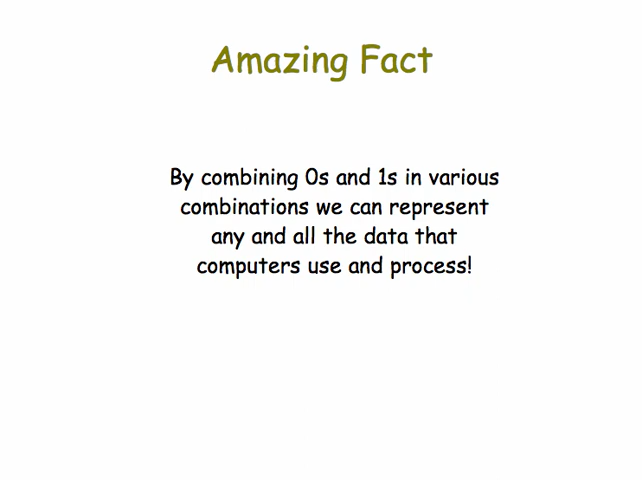 Amazing Fact
By combining 0s and 1s in various
combinations we can represent
any and all the data that
computers use and process!